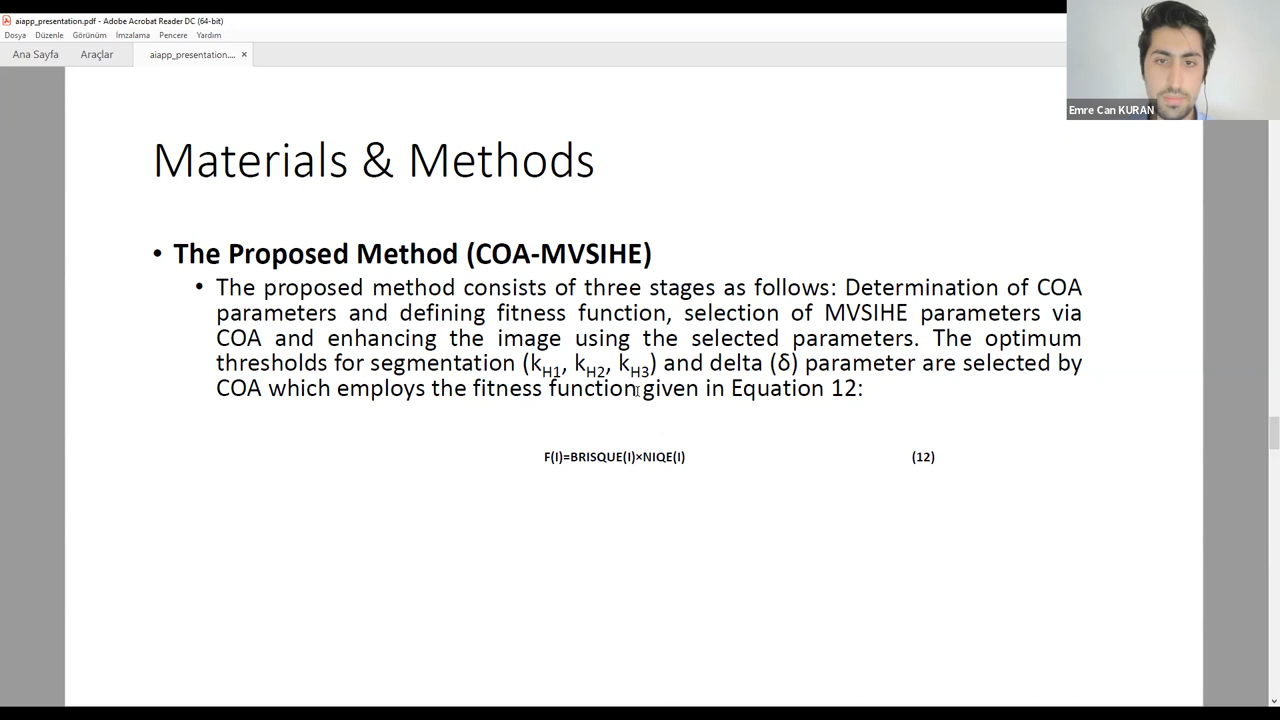 aiapp_presentation.pdf - Adobe Acrobat Reader DC (64-bit)
Dosya Düzenle Görünüm İmzalama Pencere Yardım
Ana Sayfa Araçlar aiapp_presentation.... ×
Emre Can KURAN
Materials & Methods
• The Proposed Method (COA-MVSIHE)
• The proposed method consists of three stages as follows: Determination of COA
parameters and defining fitness function, selection of MVSIHE parameters via
COA and enhancing the image using the selected parameters. The optimum
thresholds for segmentation (kH1, kH2, kH3) and delta (δ) parameter are selected by
COA which employs the fitness function given in Equation 12:
F(I)=BRISQUE(I)×NIQE(I) (12)